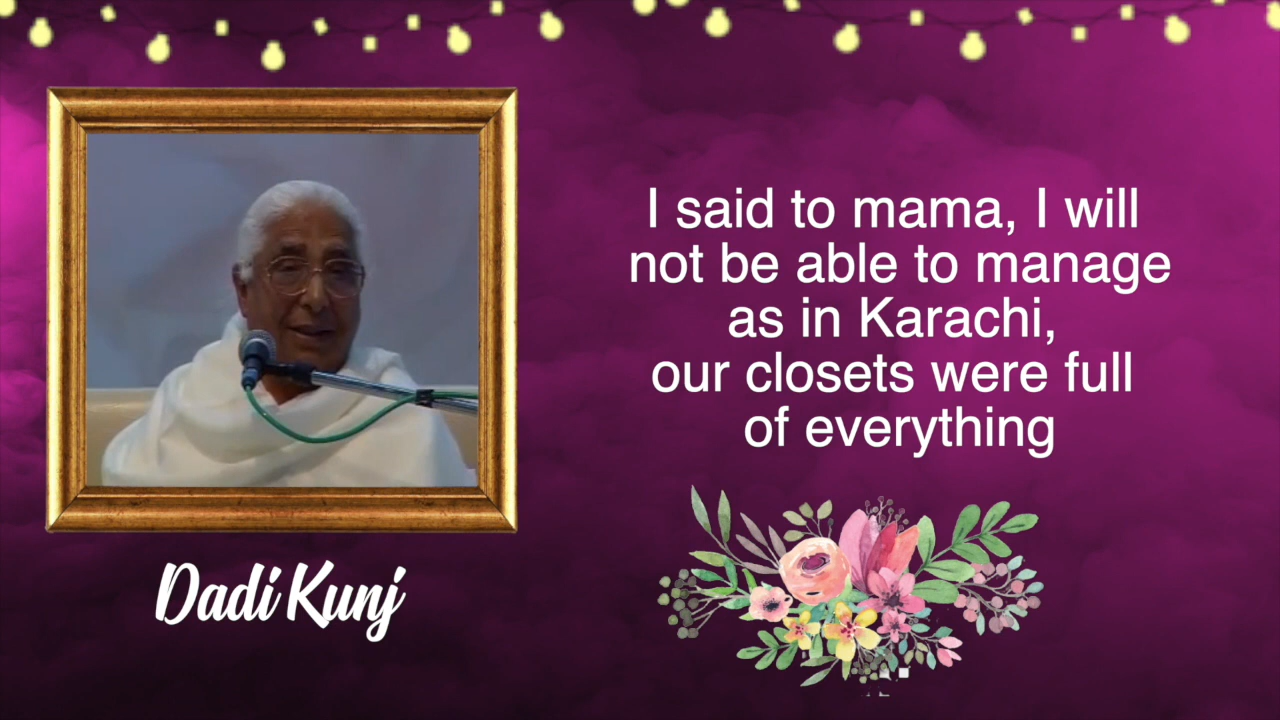 I said to mama, I will
not be able to manage
as in Karachi,
our closets were full
of everything
Dadi Kunj